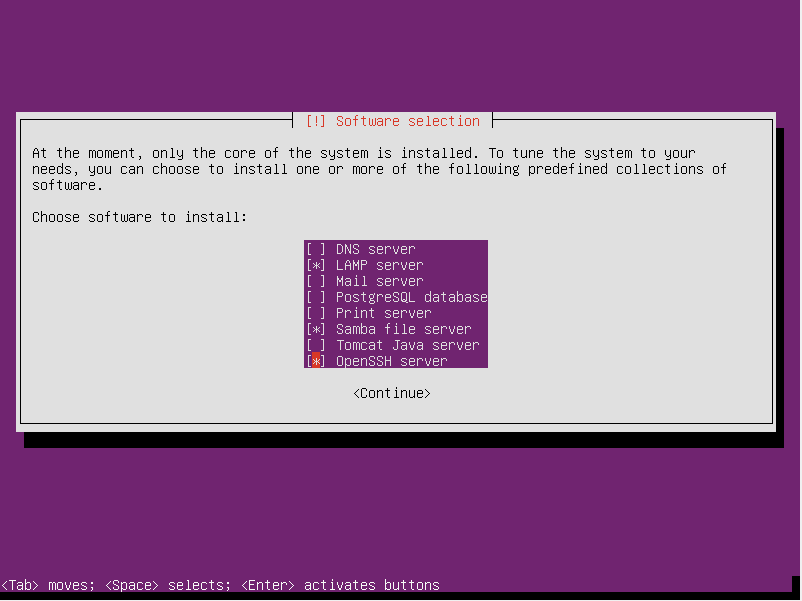 [!] Software selection
At the moment, only the core of the system is installed. To tune the system to your
needs, you can choose to install one or more of the following predefined collections of
software.
Choose software to install:
[ ] DNS server
[*] LAMP server
[ ] Mail server
[ ] PostgreSQL database
[ ] Print server
[*] Samba file server
[ ] Tomcat Java server
[*] OpenSSH server
<Continue>
<Tab> moves; <Space> selects; <Enter> activates buttons